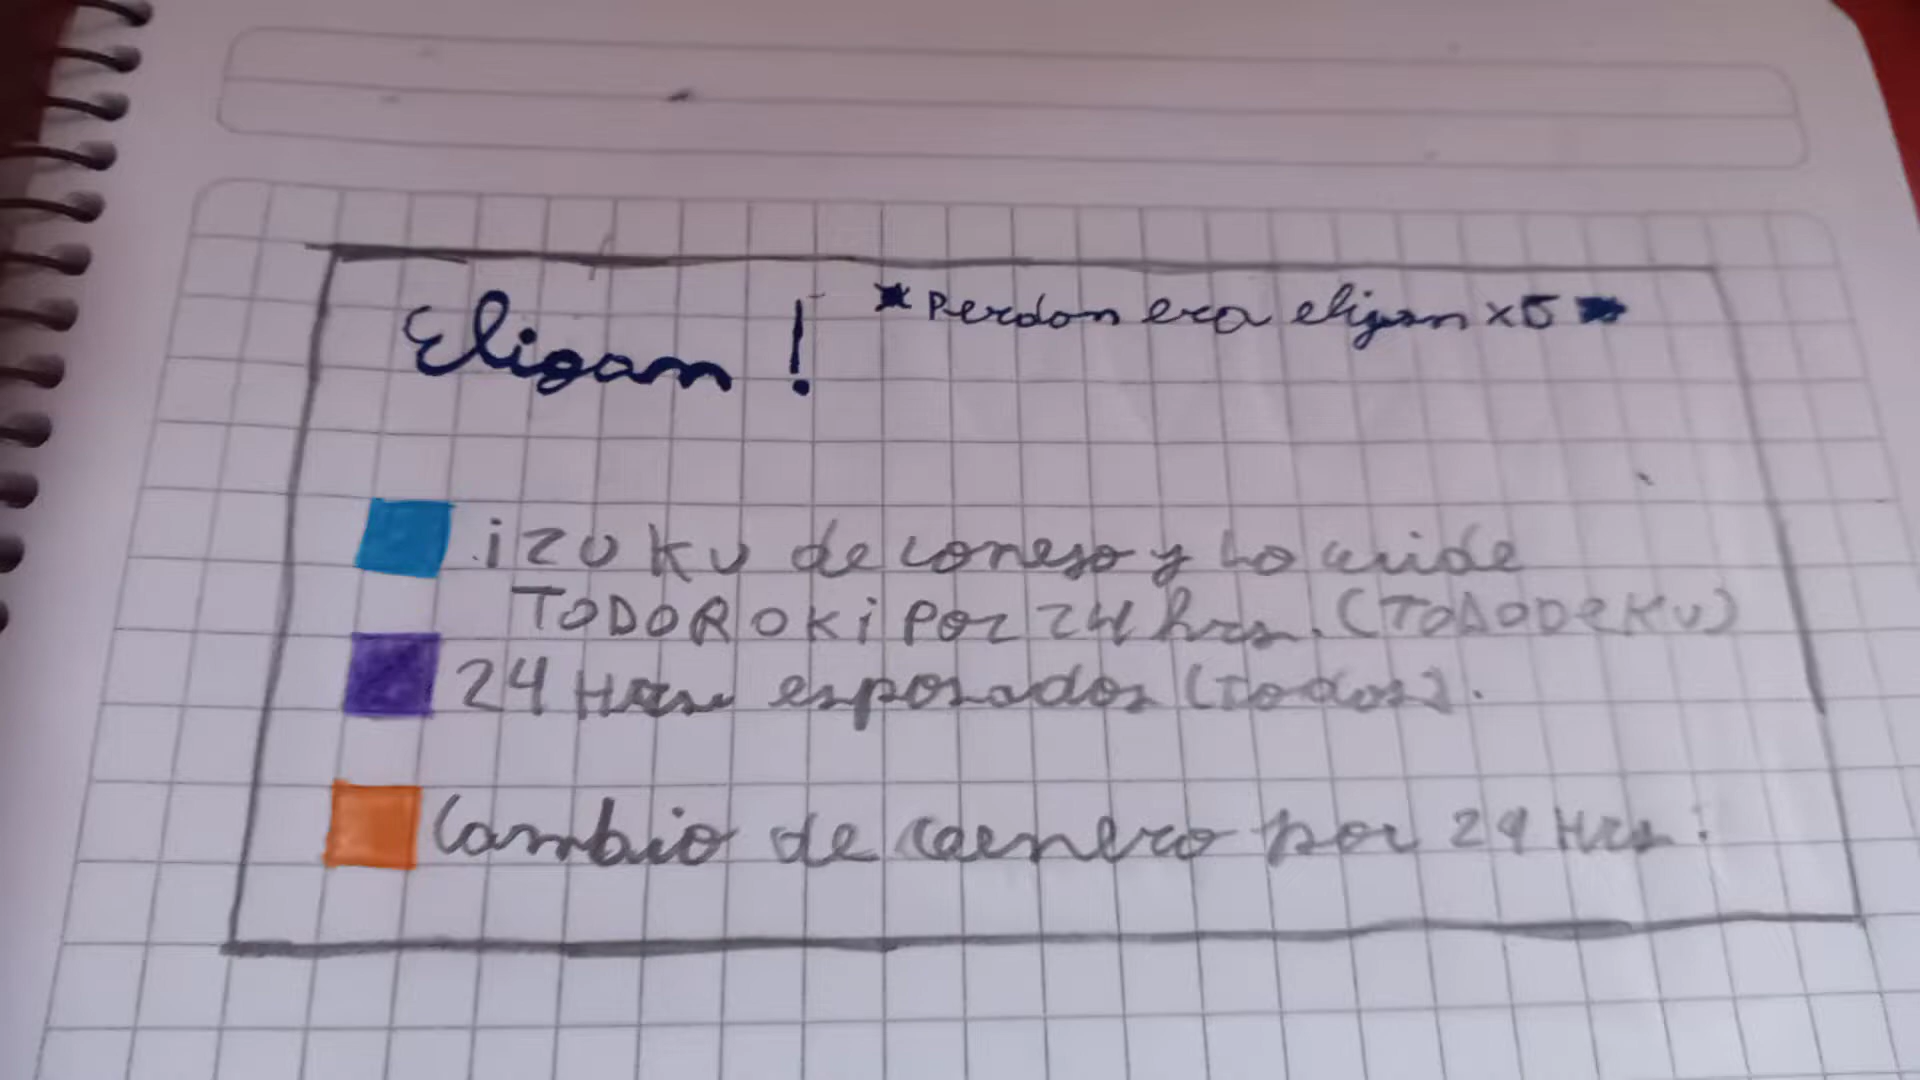 Eligan !
*Perdon era elijan x5*
izuku de conejo y lo cuide
TODOROKi Por 24 hrs. (TODODeKU)
24 Hrs esposados (todos).
Cambio de Genero por 24 Hrs.